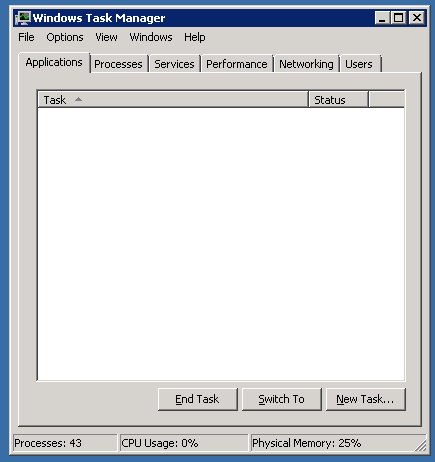 Windows Task Manager
File Options View Windows Help
Applications Processes Services Performance Networking Users
Task Status
End Task Switch To New Task...
Processes: 43 CPU Usage: 0% Physical Memory: 25%